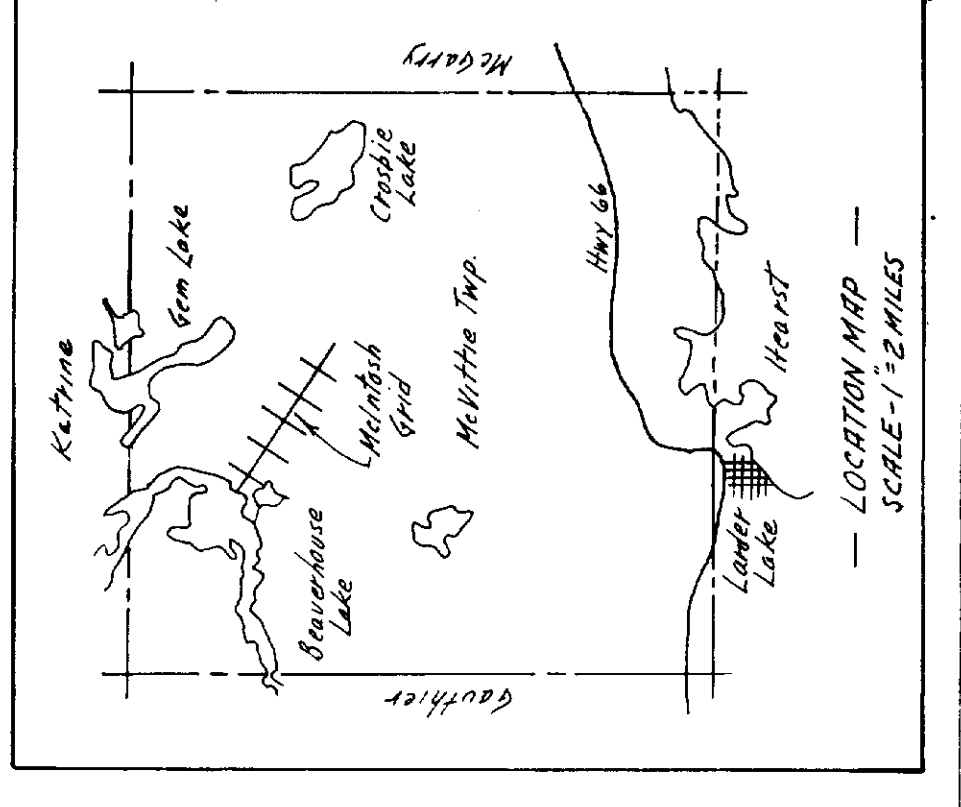 McGarry
Katrine
Gem Lake
Crosbie
Lake
Hwy 66
McIntosh
Grid
McVittie Twp.
Hearst
Beaverhouse
Lake
Larder
Lake
Gauthier
— LOCATION MAP —
SCALE - 1" = 2 MILES